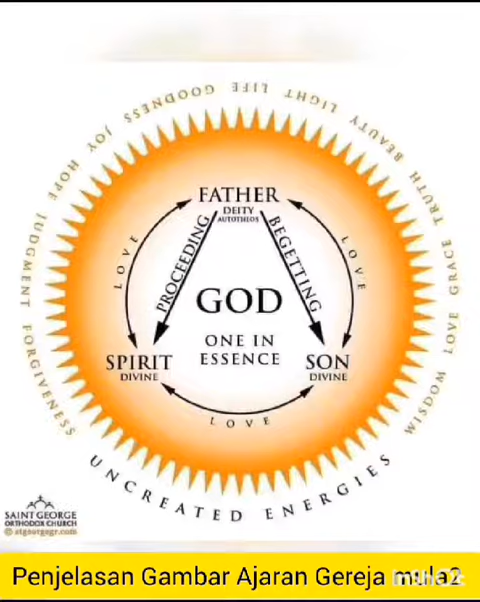 FORGIVENESS JUDGMENT HOPE JOY GOODNESS LIFE LIGHT BEAUTY TRUTH GRACE LOVE WISDOM
FATHER
DEITY
AUTOTHEOS
LOVE
PROCEEDING
BEGETTING
LOVE
GOD
ONE IN
ESSENCE
SPIRIT
DIVINE
SON
DIVINE
LOVE
UNCREATED ENERGIES
SAINT GEORGE
ORTHODOX CHURCH
© stgeorgegr.com
Penjelasan Gambar Ajaran Gereja mula2